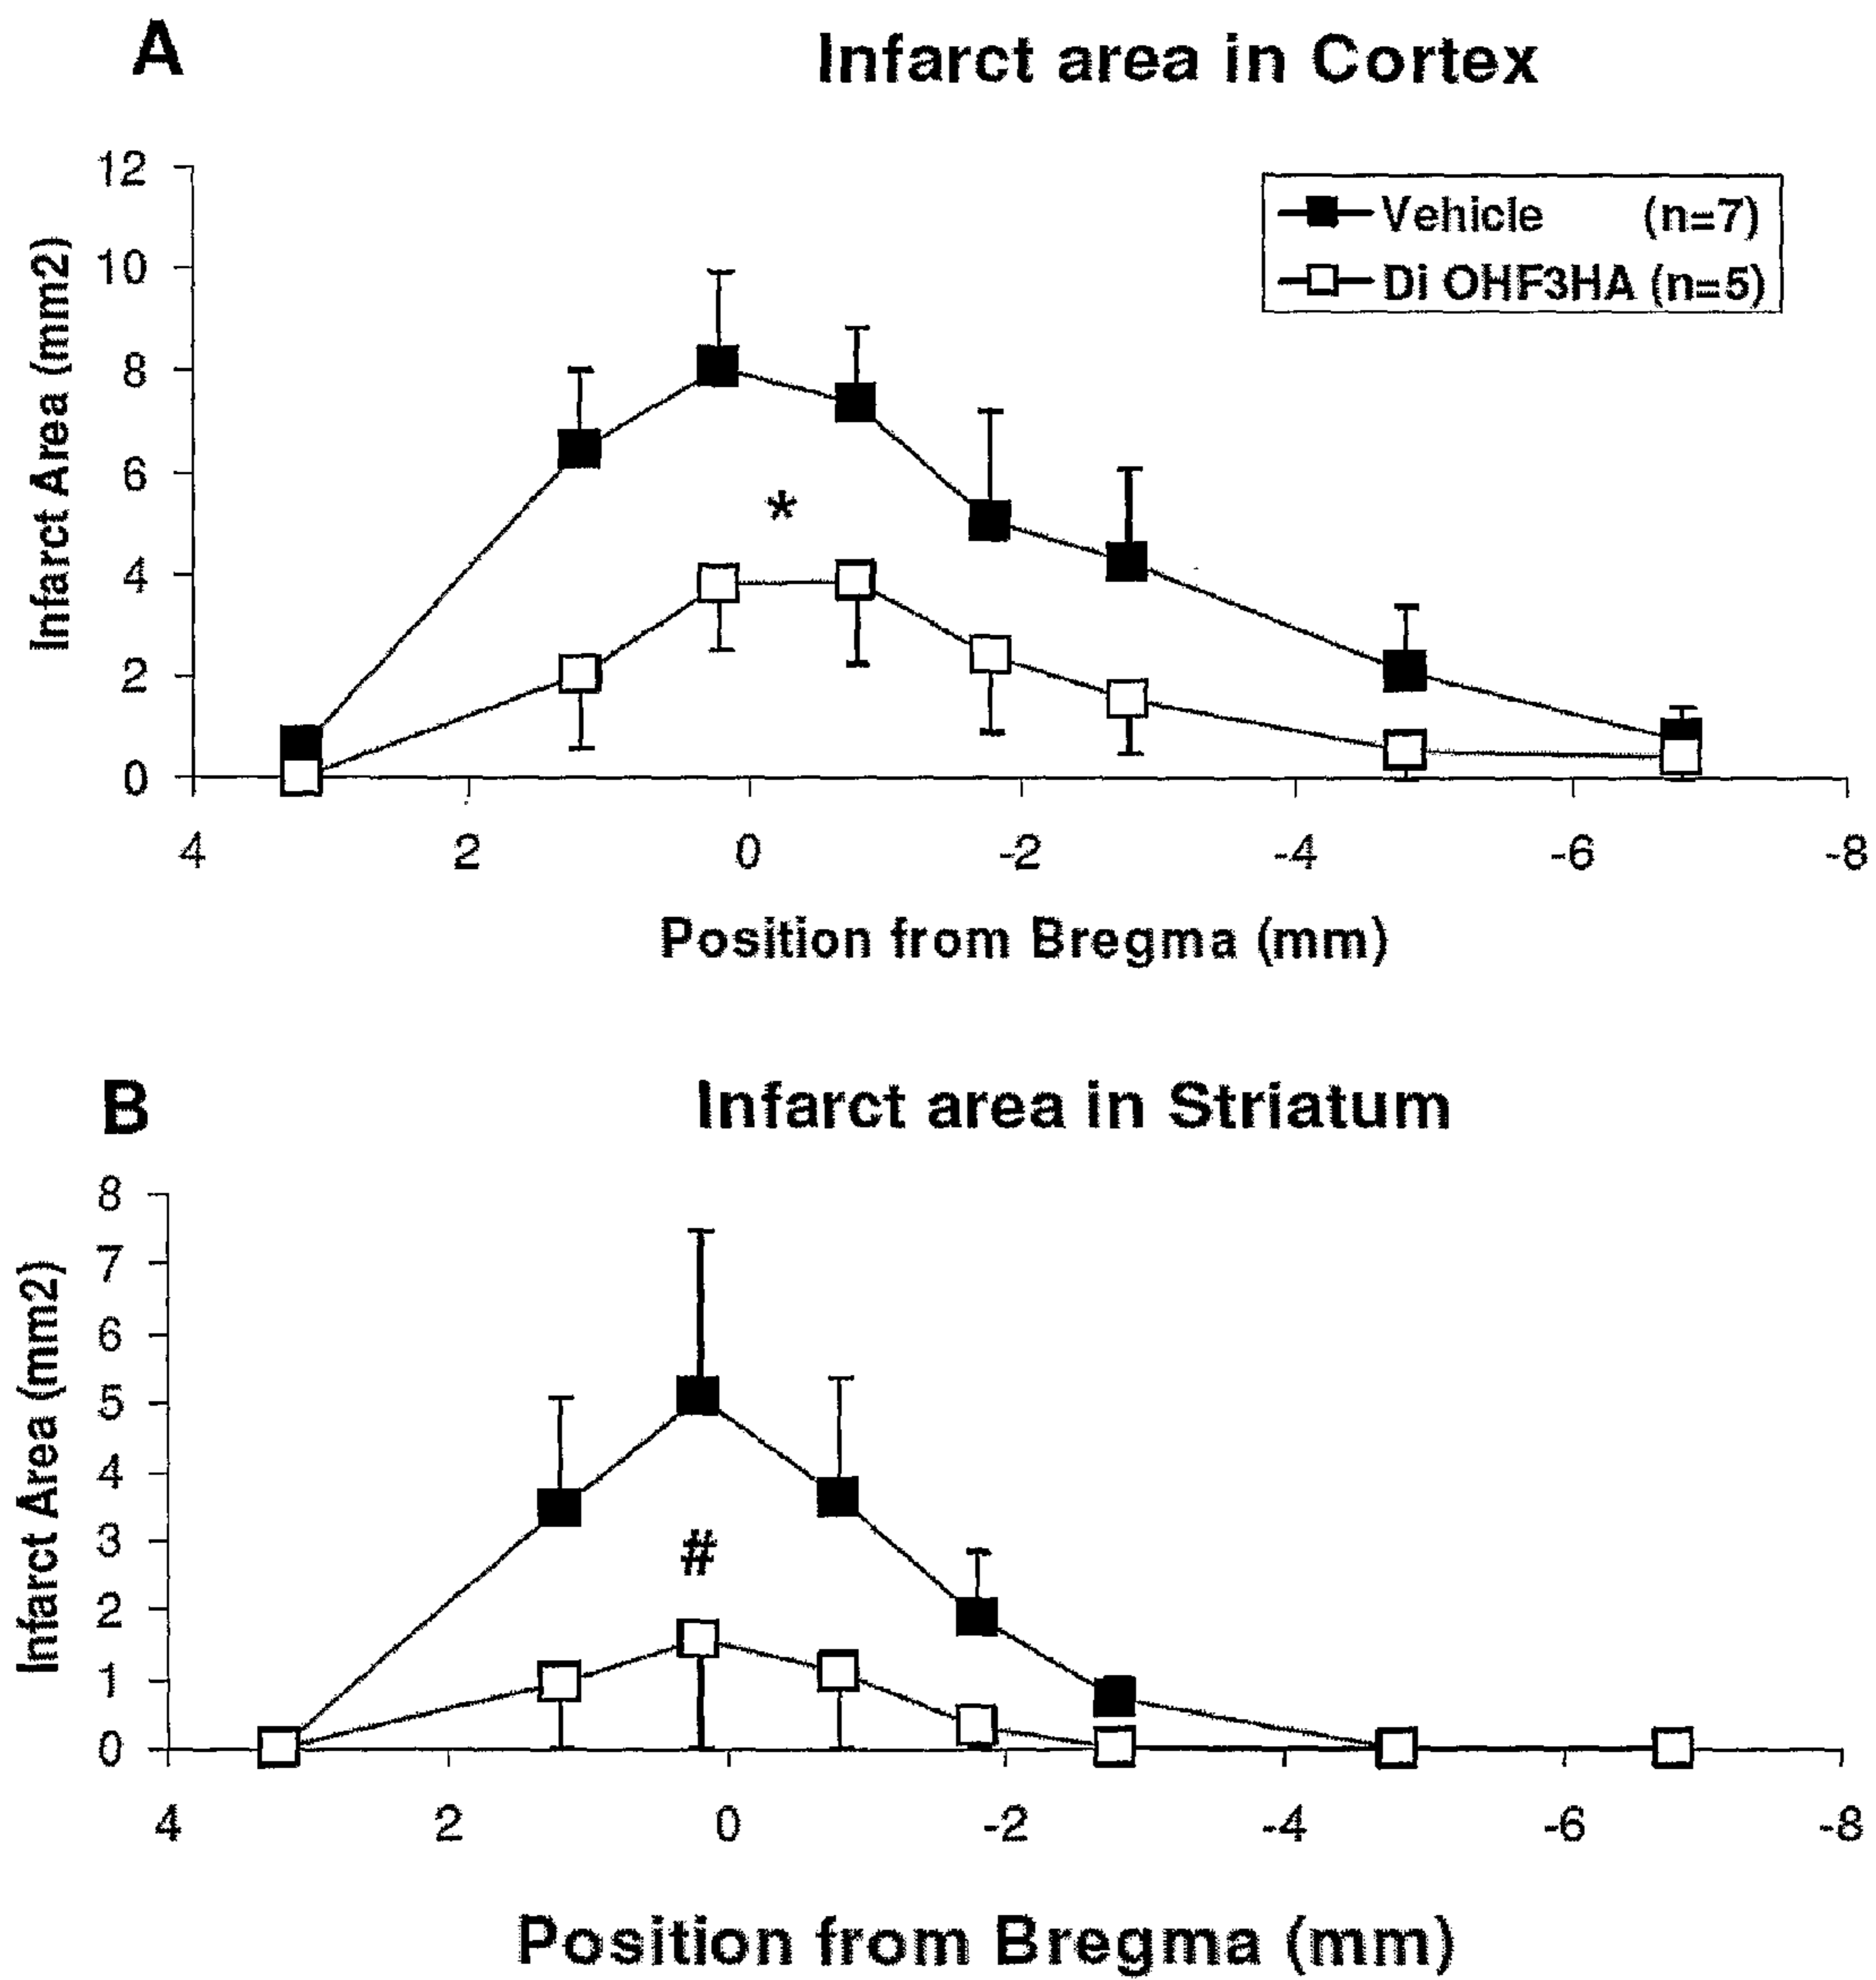 A
Infarct area in Cortex
12
10
8
6
4
2
0
Infarct Area (mm2)
Vehicle (n=7)
Di OHF3HA (n=5)
*
4 2 0 -2 -4 -6 -8
Position from Bregma (mm)
B
Infarct area in Striatum
8
7
6
5
4
3
2
1
0
Infarct Area (mm2)
#
4 2 0 -2 -4 -6 -8
Position from Bregma (mm)